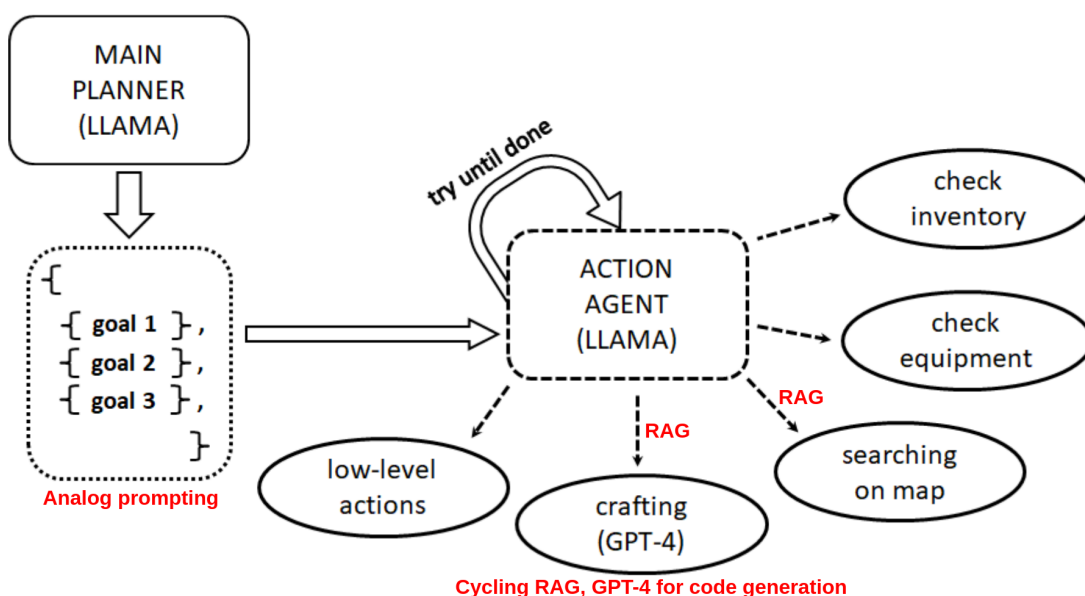 MAIN
PLANNER
(LLAMA)
{
{ goal 1 } ,
{ goal 2 } ,
{ goal 3 } ,
}
Analog prompting
try until done
ACTION
AGENT
(LLAMA)
check
inventory
check
equipment
RAG
searching
on map
RAG
crafting
(GPT-4)
Cycling RAG, GPT-4 for code generation
low-level
actions